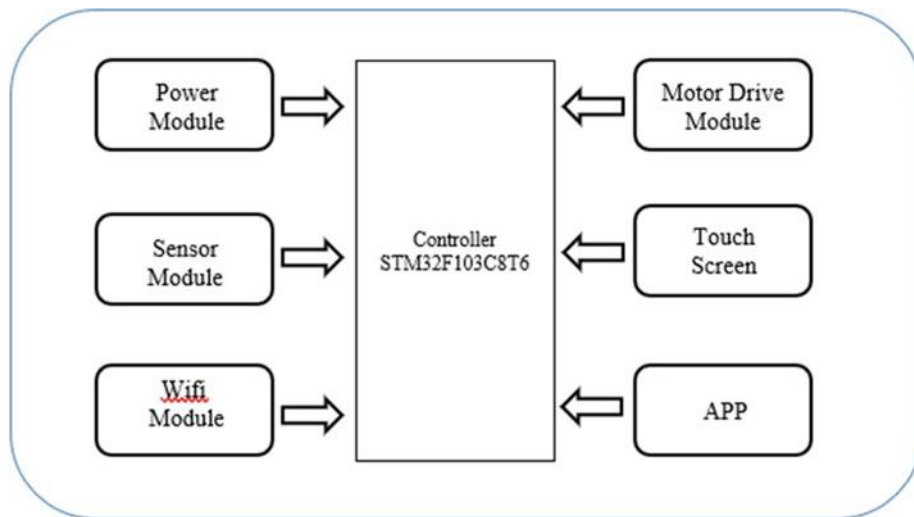 Power
Module
Sensor
Module
Wifi
Module
Controller
STM32F103C8T6
Motor Drive
Module
Touch
Screen
APP